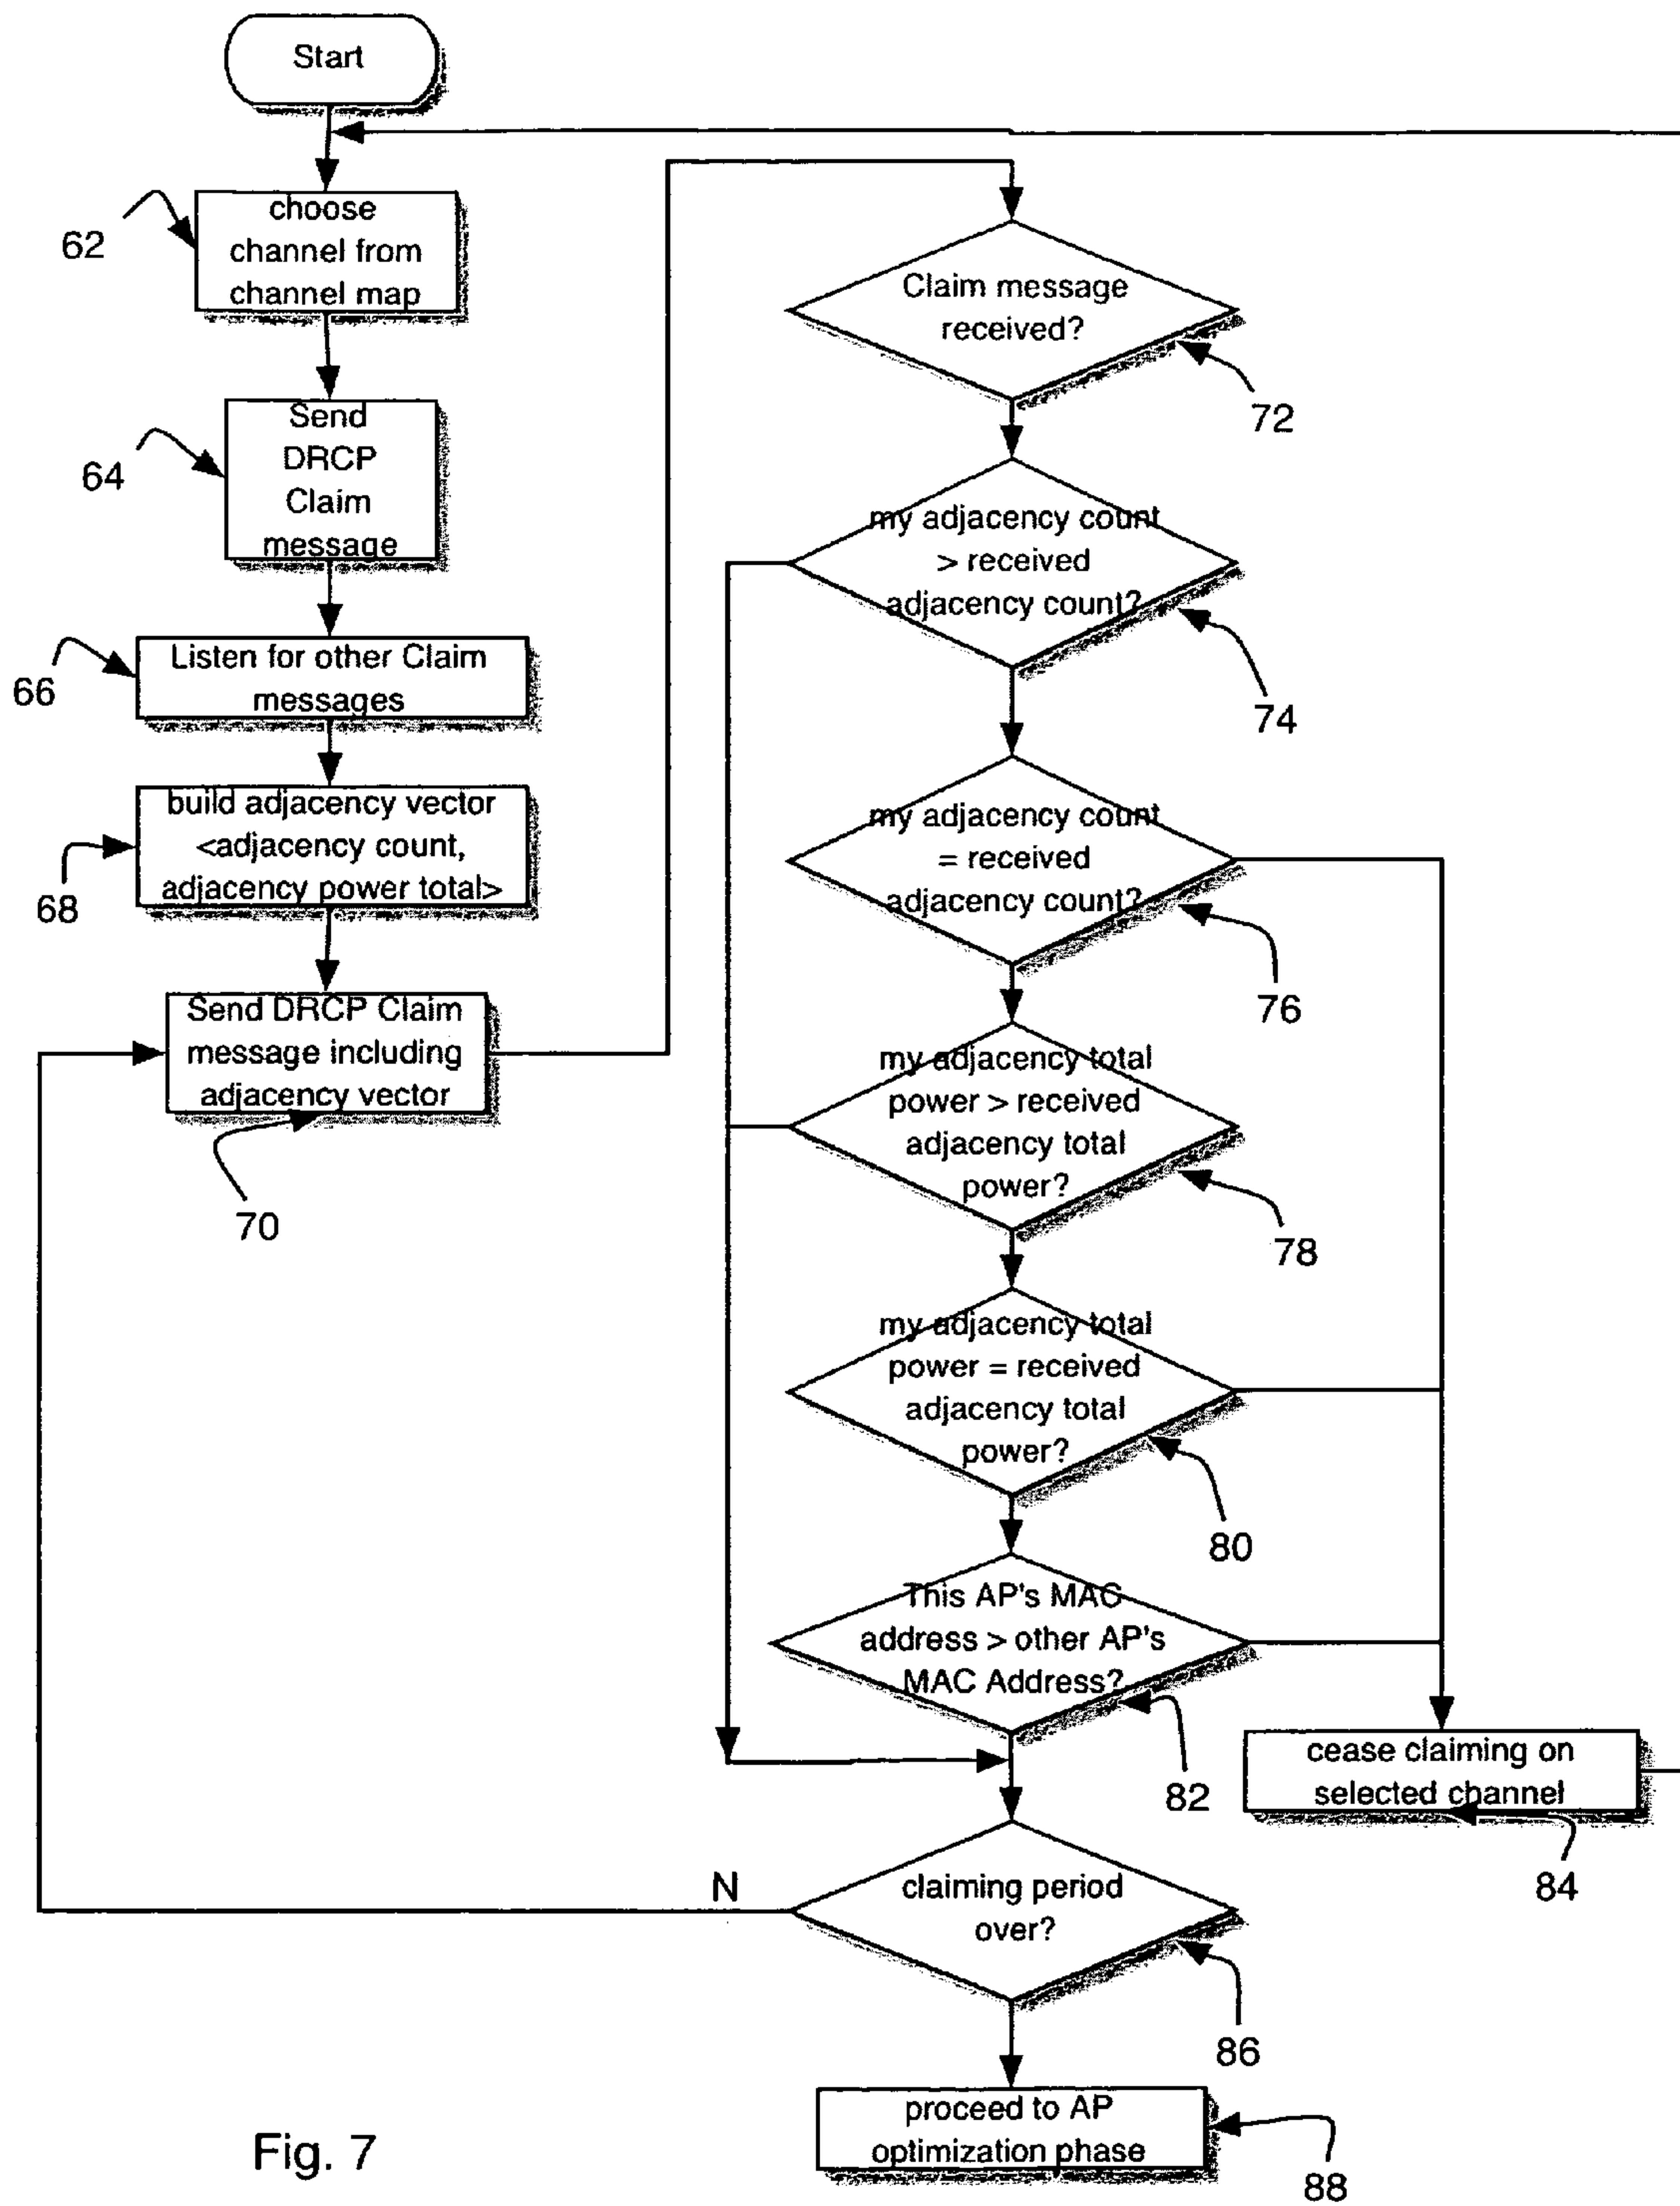 Start
choose
channel from
channel map
62
Send
DRCP
Claim
message
64
Listen for other Claim
messages
66
build adjacency vector
<adjacency count,
adjacency power total>
68
Send DRCP Claim
message including
adjacency vector
70
Claim message
received?
72
my adjacency count
> received
adjacency count?
74
my adjacency count
= received
adjacency count?
76
my adjacency total
power > received
adjacency total
power?
78
my adjacency total
power = received
adjacency total
power?
80
This AP's MAC
address > other AP's
MAC Address?
82
cease claiming on
selected channel
84
claiming period
over?
N
86
proceed to AP
optimization phase
88
Fig. 7